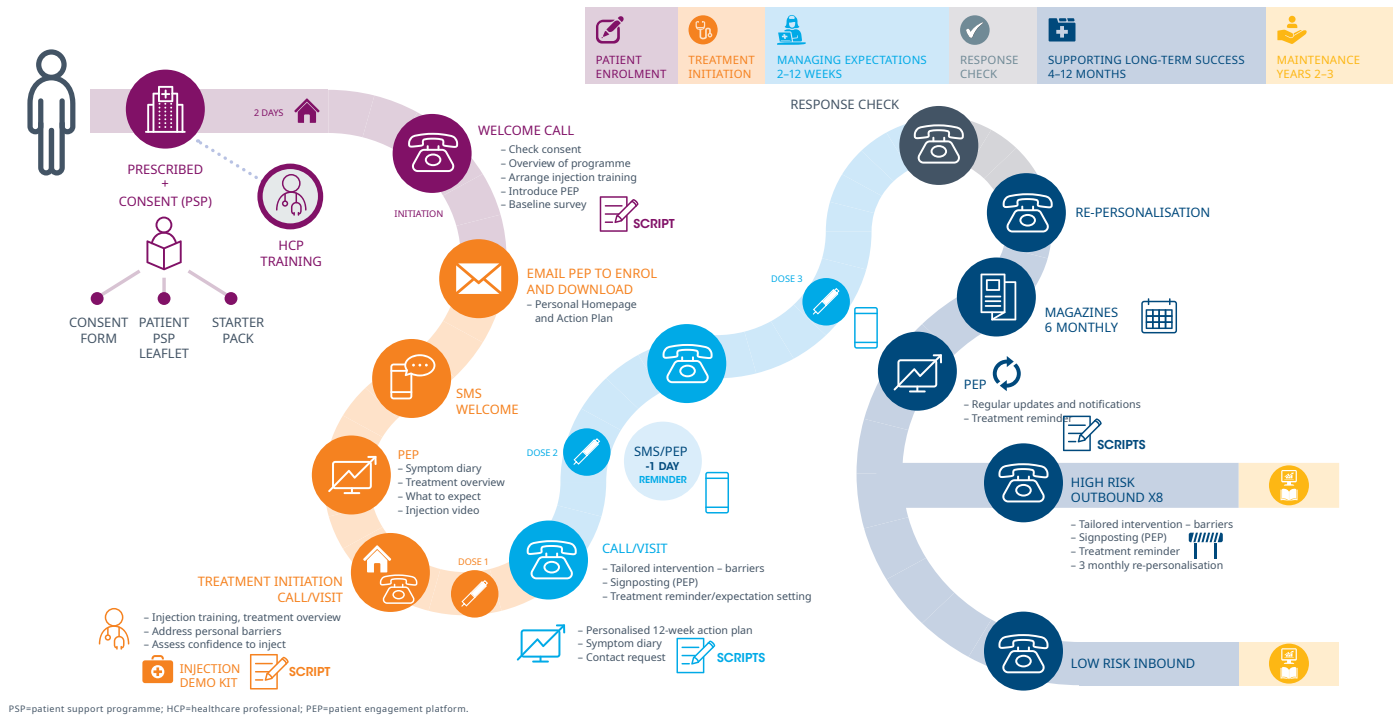 PATIENT
ENROLMENT
TREATMENT
INITIATION
MANAGING EXPECTATIONS
2–12 WEEKS
RESPONSE
CHECK
SUPPORTING LONG-TERM SUCCESS
4–12 MONTHS
MAINTENANCE
YEARS 2–3
2 DAYS
PRESCRIBED
+
CONSENT (PSP)
HCP
TRAINING
CONSENT
FORM
PATIENT
PSP
LEAFLET
STARTER
PACK
WELCOME CALL
– Check consent
– Overview of programme
– Arrange injection training
– Introduce PEP
– Baseline survey
SCRIPT
INITIATION
EMAIL PEP TO ENROL
AND DOWNLOAD
– Personal Homepage
and Action Plan
SMS
WELCOME
PEP
– Symptom diary
– Treatment overview
– What to expect
– Injection video
TREATMENT INITIATION
CALL/VISIT
– Injection training, treatment overview
– Address personal barriers
– Assess confidence to inject
INJECTION
DEMO KIT
SCRIPT
DOSE 1
CALL/VISIT
– Tailored intervention – barriers
– Signposting (PEP)
– Treatment reminder/expectation setting
– Personalised 12-week action plan
– Symptom diary
– Contact request
SCRIPTS
DOSE 2
SMS/PEP
-1 DAY
REMINDER
DOSE 3
RESPONSE CHECK
RE-PERSONALISATION
MAGAZINES
6 MONTHLY
PEP
– Regular updates and notifications
– Treatment reminder
SCRIPTS
HIGH RISK
OUTBOUND X8
– Tailored intervention – barriers
– Signposting (PEP)
– Treatment reminder
– 3 monthly re-personalisation
LOW RISK INBOUND
PSP=patient support programme; HCP=healthcare professional; PEP=patient engagement platform.